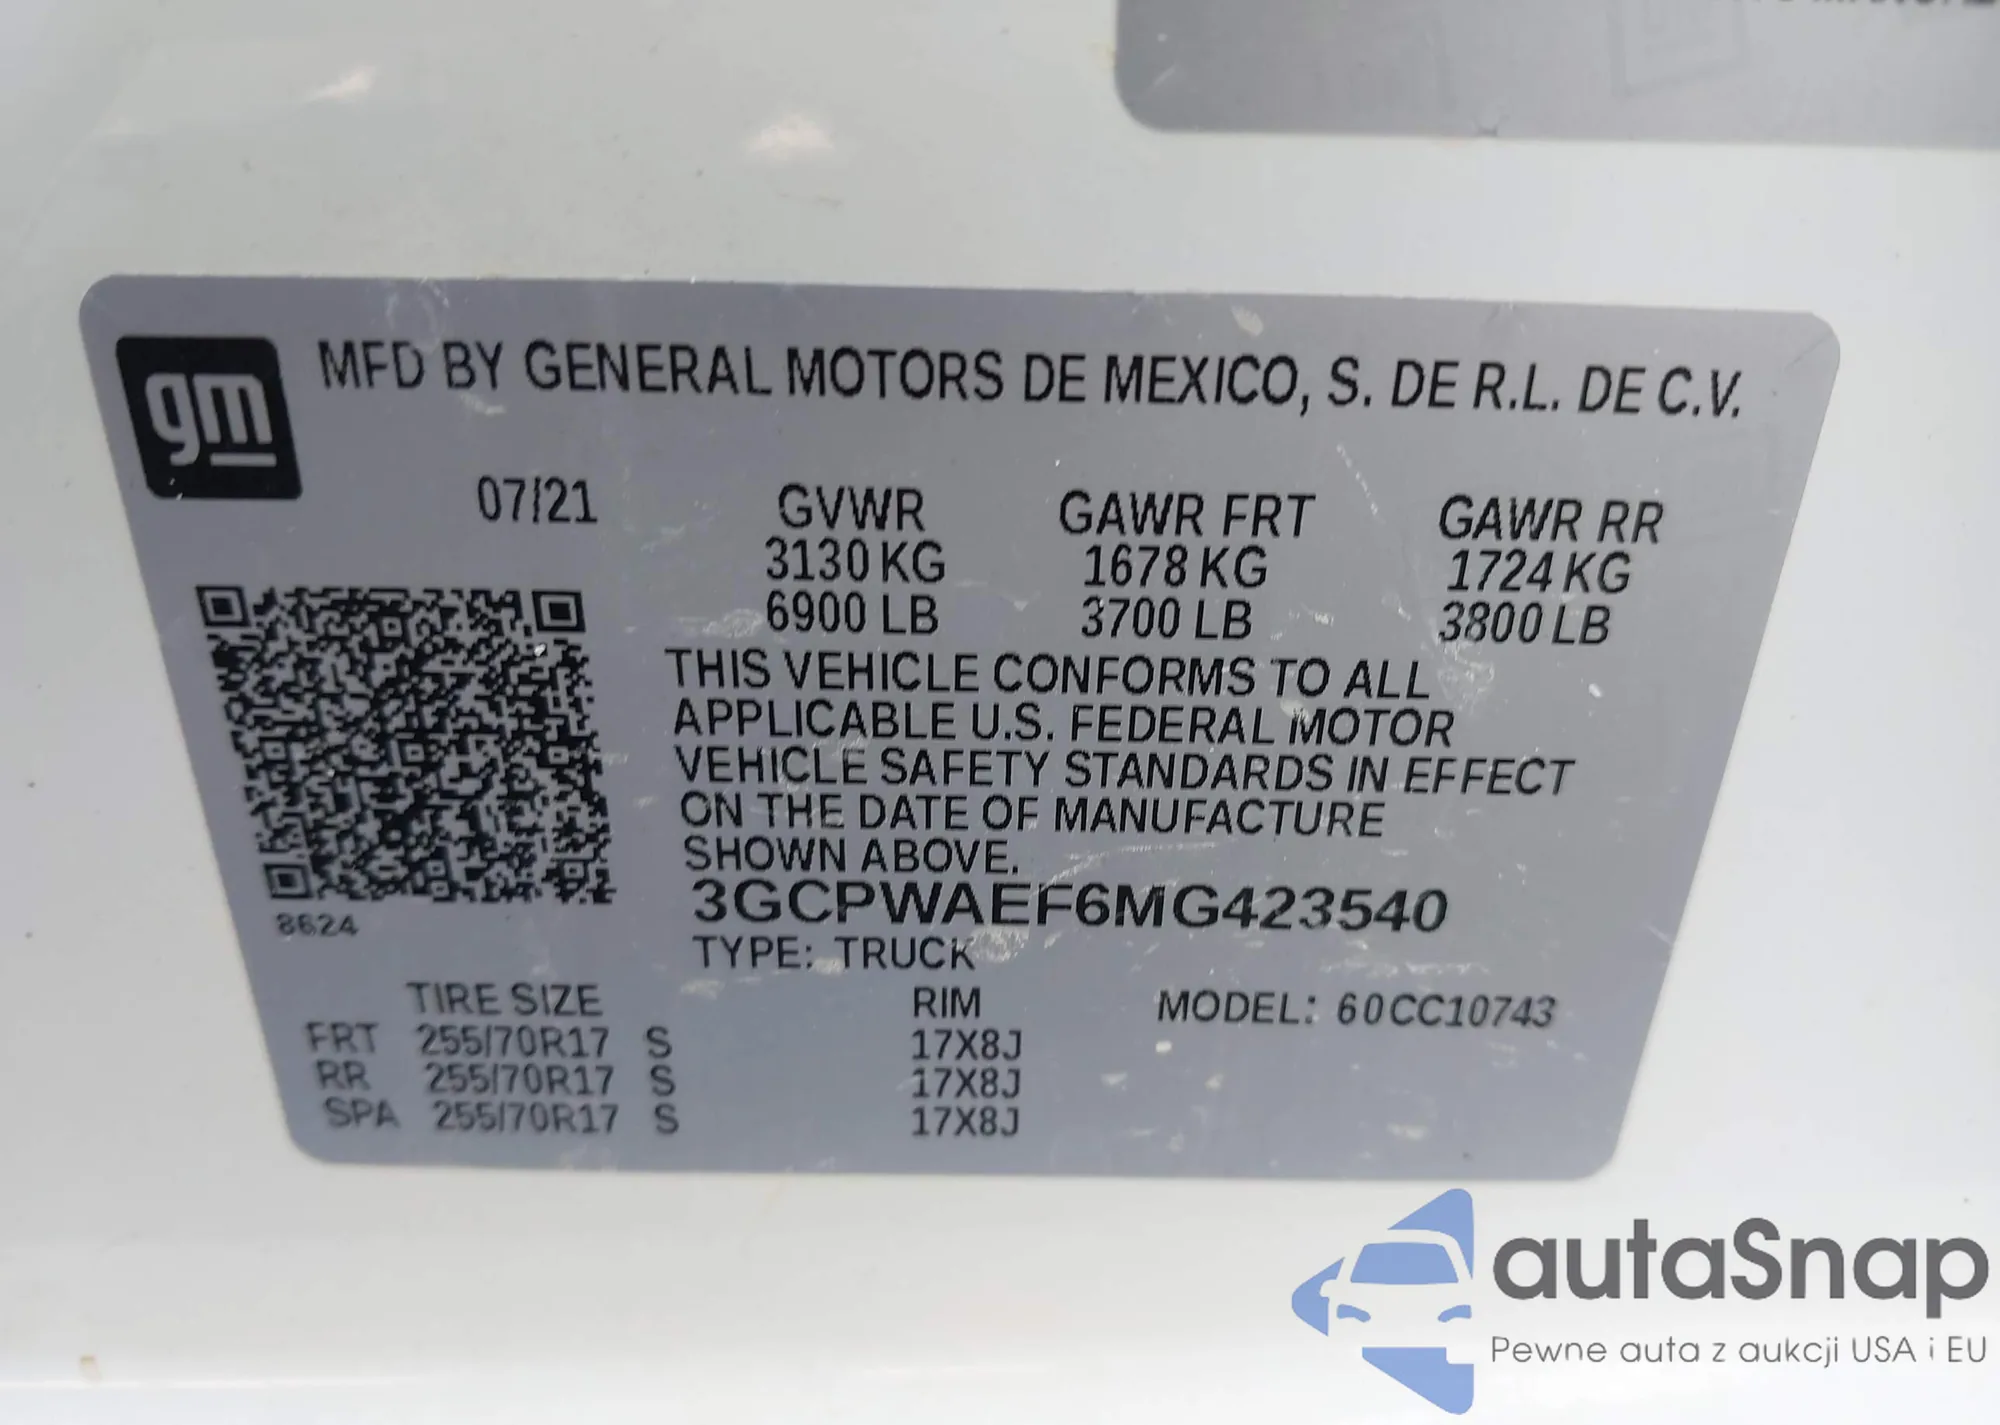 gm
MFD BY GENERAL MOTORS DE MEXICO, S. DE R.L. DE C.V.
07/21 GVWR GAWR FRT GAWR RR
3130 KG 1678 KG 1724 KG
6900 LB 3700 LB 3800 LB
THIS VEHICLE CONFORMS TO ALL
APPLICABLE U.S. FEDERAL MOTOR
VEHICLE SAFETY STANDARDS IN EFFECT
ON THE DATE OF MANUFACTURE
SHOWN ABOVE.
3GCPWAEF6MG423540
8624
TYPE: TRUCK
TIRE SIZE RIM MODEL: 60CC10743
FRT 255/70R17 S 17X8J
RR 255/70R17 S 17X8J
SPA 255/70R17 S 17X8J
autaSnap
Pewne auta z aukcji USA i EU